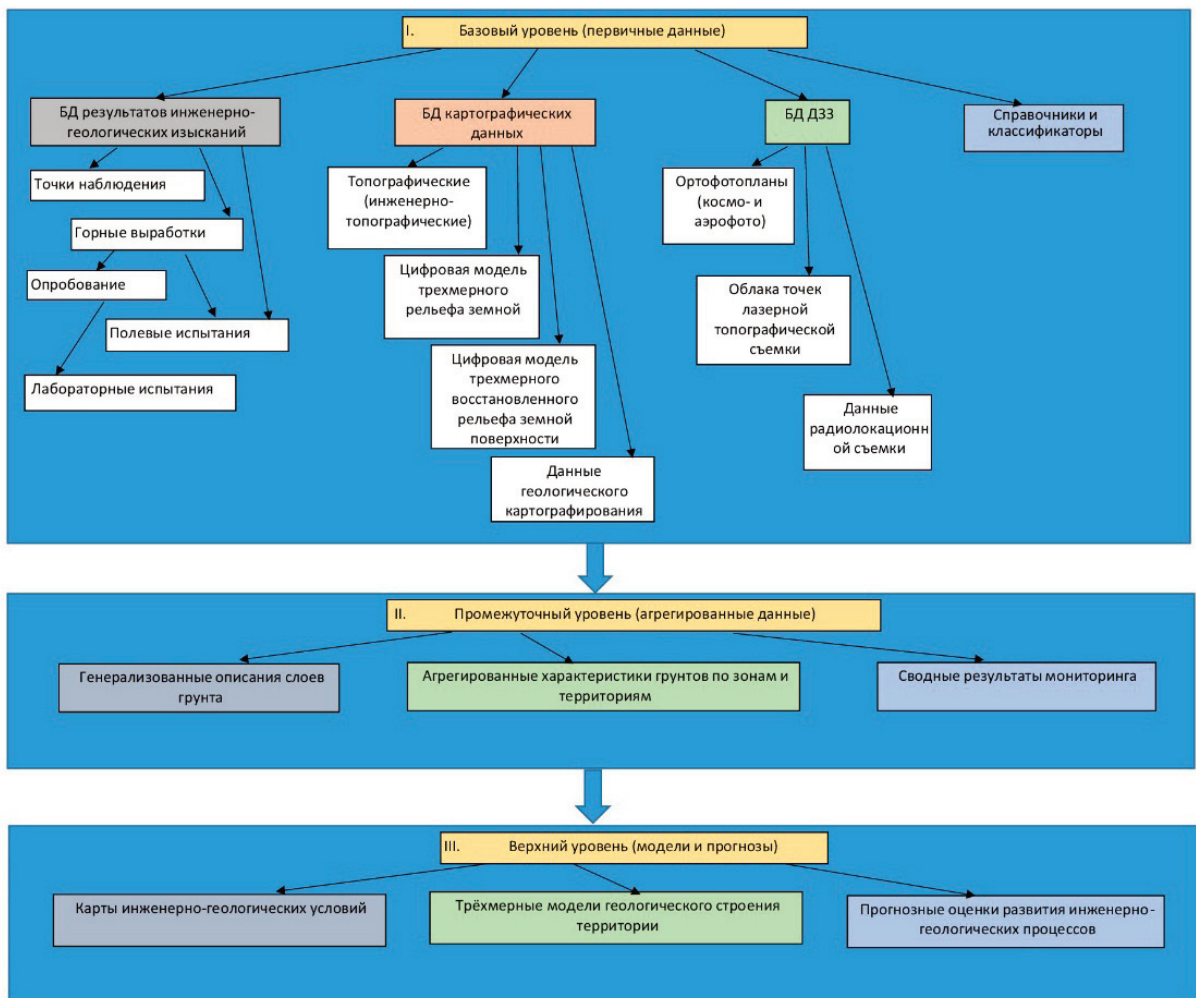 I. Базовый уровень (первичные данные)
БД результатов инженерно-
геологических изысканий
БД картографических
данных
БД ДЗЗ
Справочники и
классификаторы
Точки наблюдения
Горные выработки
Опробование
Полевые испытания
Лабораторные испытания
Топографические
(инженерно-
топографические)
Цифровая модель
трехмерного
рельефа земной
Цифровая модель
трехмерного
восстановленного
рельефа земной
поверхности
Данные
геологического
картографирования
Ортофотопланы
(космо- и
аэрофото)
Облака точек
лазерной
топографической
съемки
Данные
радиолокационн
ой съемки
II. Промежуточный уровень (агрегированные данные)
Генерализованные описания слоев
грунта
Агрегированные характеристики грунтов по зонам и
территориям
Сводные результаты мониторинга
III. Верхний уровень (модели и прогнозы)
Карты инженерно-геологических условий
Трёхмерные модели геологического строения
территории
Прогнозные оценки развития инженерно-
геологических процессов